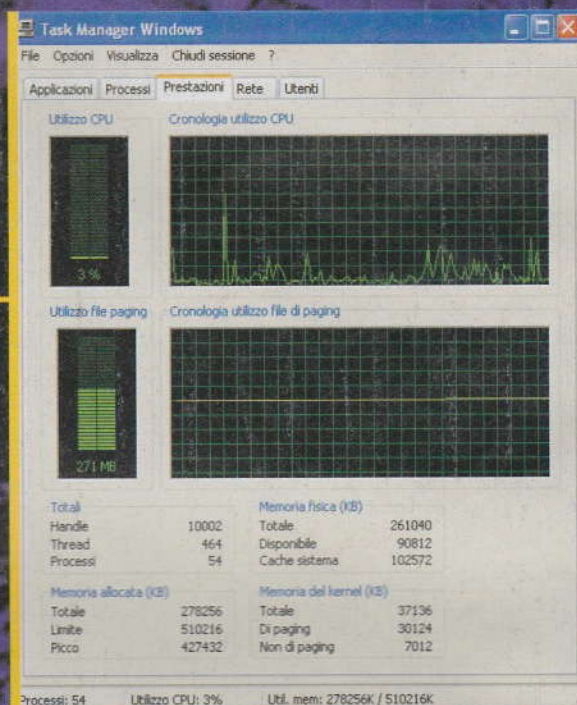 Task Manager Windows
File Opzioni Visualizza Chiudi sessione ?
Applicazioni Processi Prestazioni Rete Utenti
Utilizzo CPU Cronologia utilizzo CPU
3 %
Utilizzo file paging Cronologia utilizzo file di paging
271 MB
Totali Memoria fisica (KB)
Handle 10002 Totale 261040
Thread 464 Disponibile 90812
Processi 54 Cache sistema 102572
Memoria allocata (KB) Memoria del kernel (KB)
Totale 278256 Totale 37136
Limite 510216 Di paging 30124
Picco 427432 Non di paging 7012
Processi: 54 Utilizzo CPU: 3% Util. mem: 278256K / 510216K